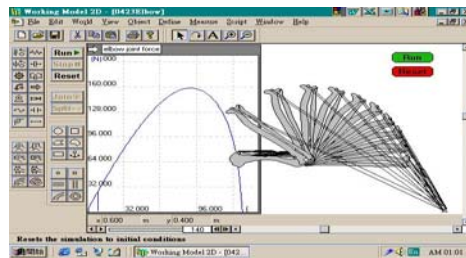 Working Model 2D - [0423Elbow]
File Edit World View Object Define Measure Script Window Help
Run
Reset
elbow joint force
(N).000
160.000
128.000
96.000
64.000
32.000
32.000 96.000
Run
Reset
x 0.600 m y 0.400 m
140
Resets the simulation to initial conditions
Working Model 2D - [042...
AM 01:01